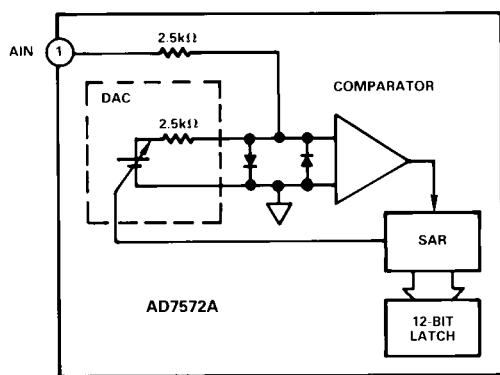 AIN
1
2.5kΩ
DAC
2.5kΩ
COMPARATOR
SAR
AD7572A
12-BIT
LATCH